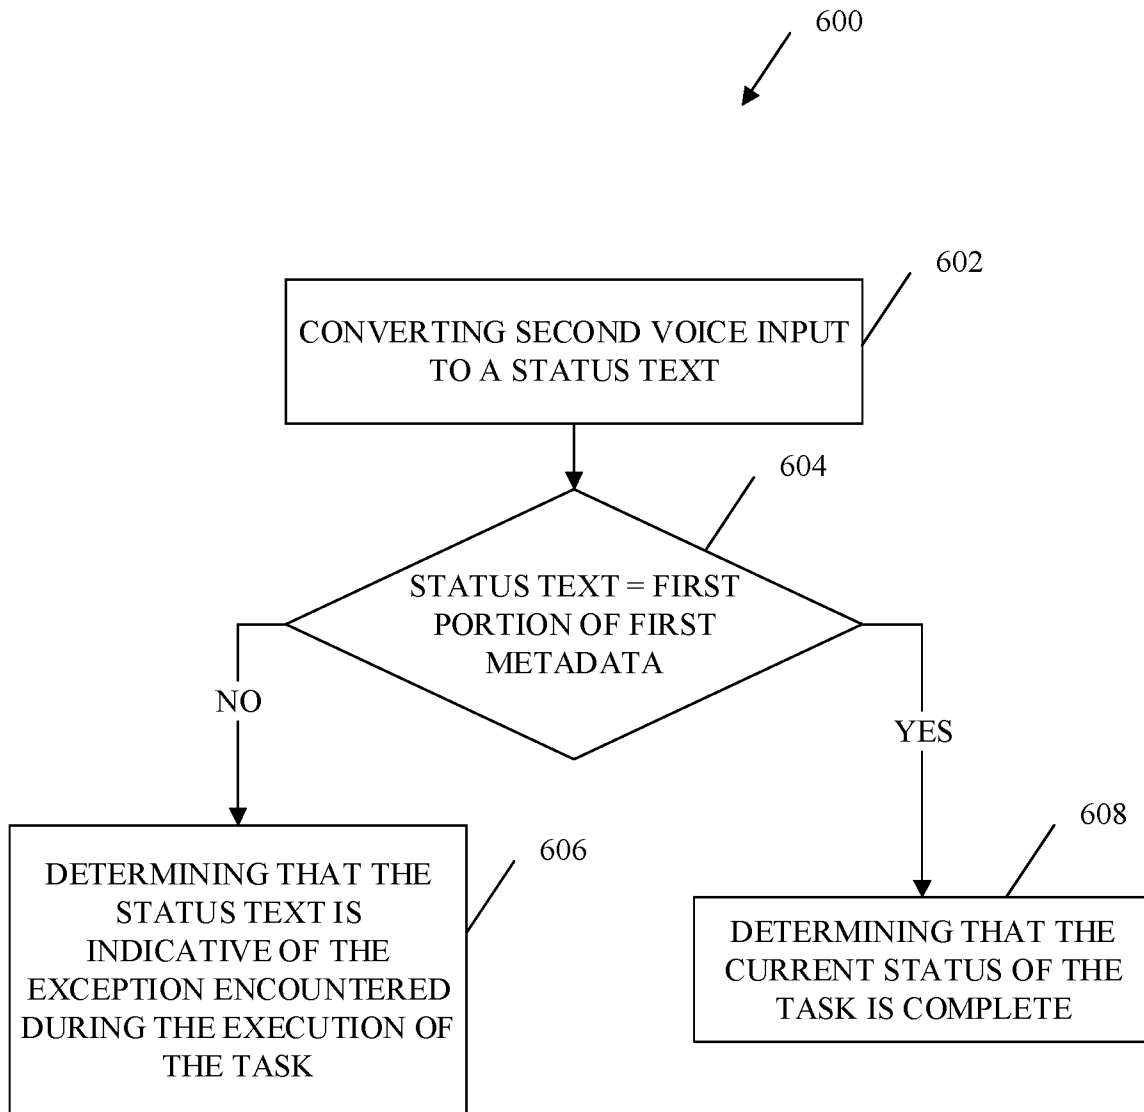 600
602
CONVERTING SECOND VOICE INPUT
TO A STATUS TEXT
604
STATUS TEXT = FIRST
PORTION OF FIRST
METADATA
NO
YES
606
DETERMINING THAT THE
STATUS TEXT IS
INDICATIVE OF THE
EXCEPTION ENCOUNTERED
DURING THE EXECUTION OF
THE TASK
608
DETERMINING THAT THE
CURRENT STATUS OF THE
TASK IS COMPLETE